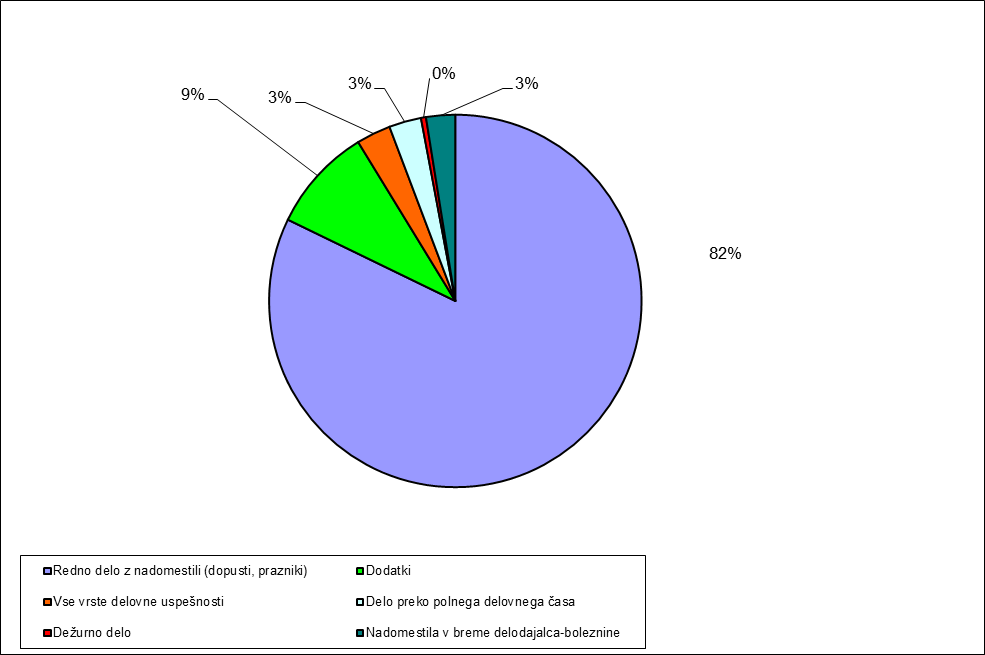 0%
3%
3%
9%
3%
82%
Redno delo z nadomestili (dopusti, prazniki)
Dodatki
Vse vrste delovne uspešnosti
Delo preko polnega delovnega časa
Dežurno delo
Nadomestila v breme delodajalca-boleznine